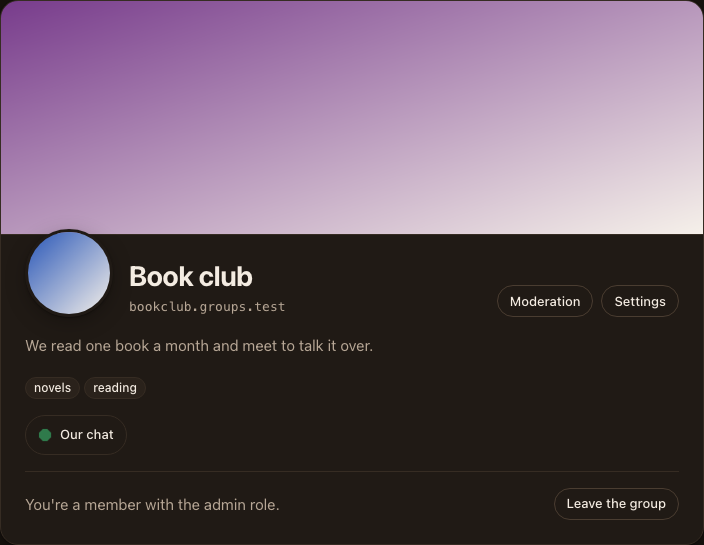 Book club
bookclub.groups.test
Moderation
Settings
We read one book a month and meet to talk it over.
novels
reading
Our chat
You're a member with the admin role.
Leave the group